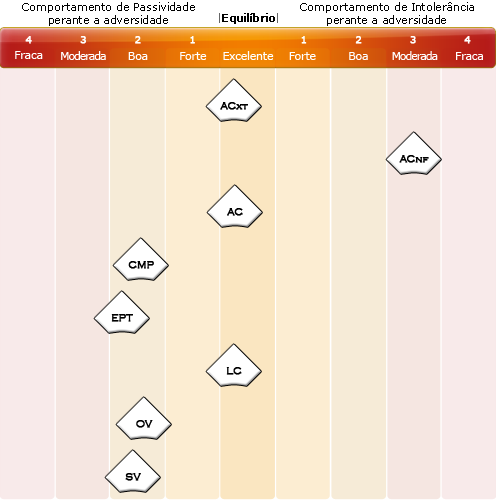 Comportamento de Passividade
perante a adversidade
|Equilíbrio|
Comportamento de Intolerância
perante a adversidade
4 3 2 1 1 2 3 4
Fraca Moderada Boa Forte Excelente Forte Boa Moderada Fraca
ACXT
ACNF
AC
CMP
EPT
LC
OV
SV